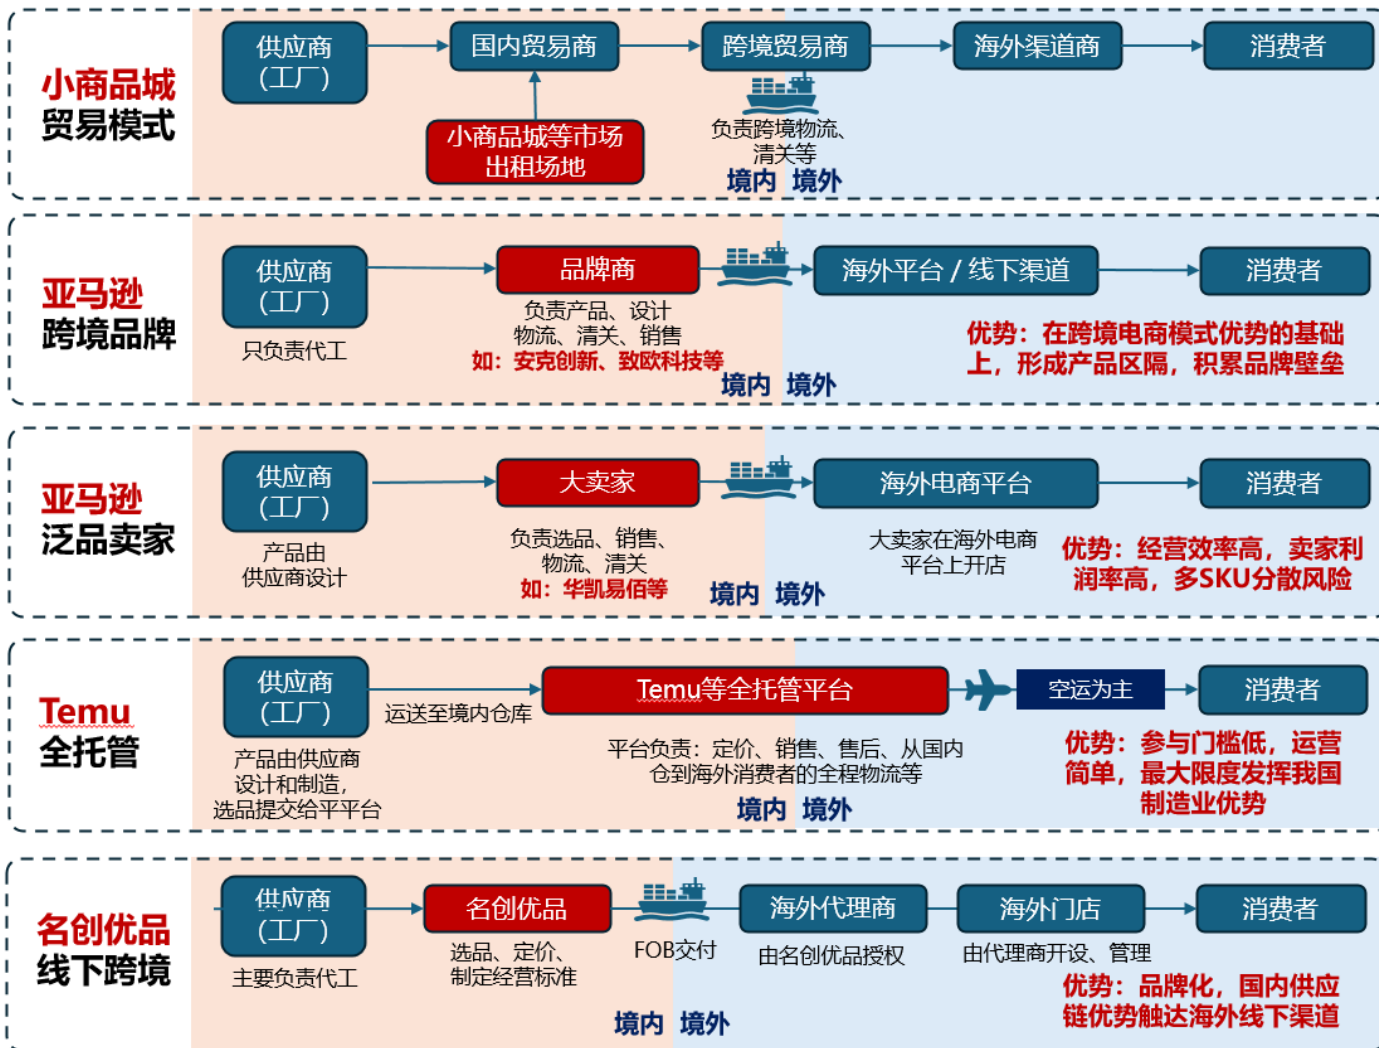 小商品城
贸易模式
供应商
(工厂)
国内贸易商
跨境贸易商
海外渠道商
消费者
小商品城等市场
出租场地
负责跨境物流、
清关等
境内 境外
亚马逊
跨境品牌
供应商
(工厂)
只负责代工
品牌商
负责产品、设计
物流、清关、销售
如：安克创新、致欧科技等
海外平台 / 线下渠道
消费者
优势：在跨境电商模式优势的基础
上，形成产品区隔，积累品牌壁垒
境内 境外
亚马逊
泛品卖家
供应商
(工厂)
产品由
供应商设计
大卖家
负责选品、销售、
物流、清关
如：华凯易佰等
海外电商平台
大卖家在海外电商
平台上开店
消费者
优势：经营效率高，卖家利
润率高，多SKU分散风险
境内 境外
Temu
全托管
供应商
(工厂)
产品由供应商
设计和制造，
选品提交给平平台
运送至境内仓库
Temu等全托管平台
平台负责：定价、销售、售后、从国内
仓到海外消费者的全程物流等
空运为主
消费者
优势：参与门槛低，运营
简单，最大限度发挥我国
制造业优势
境内 境外
名创优品
线下跨境
供应商
(工厂)
主要负责代工
名创优品
选品、定价、
制定经营标准
FOB交付
海外代理商
由名创优品授权
海外门店
由代理商开设、管理
消费者
优势：品牌化，国内供应
链优势触达海外线下渠道
境内 境外